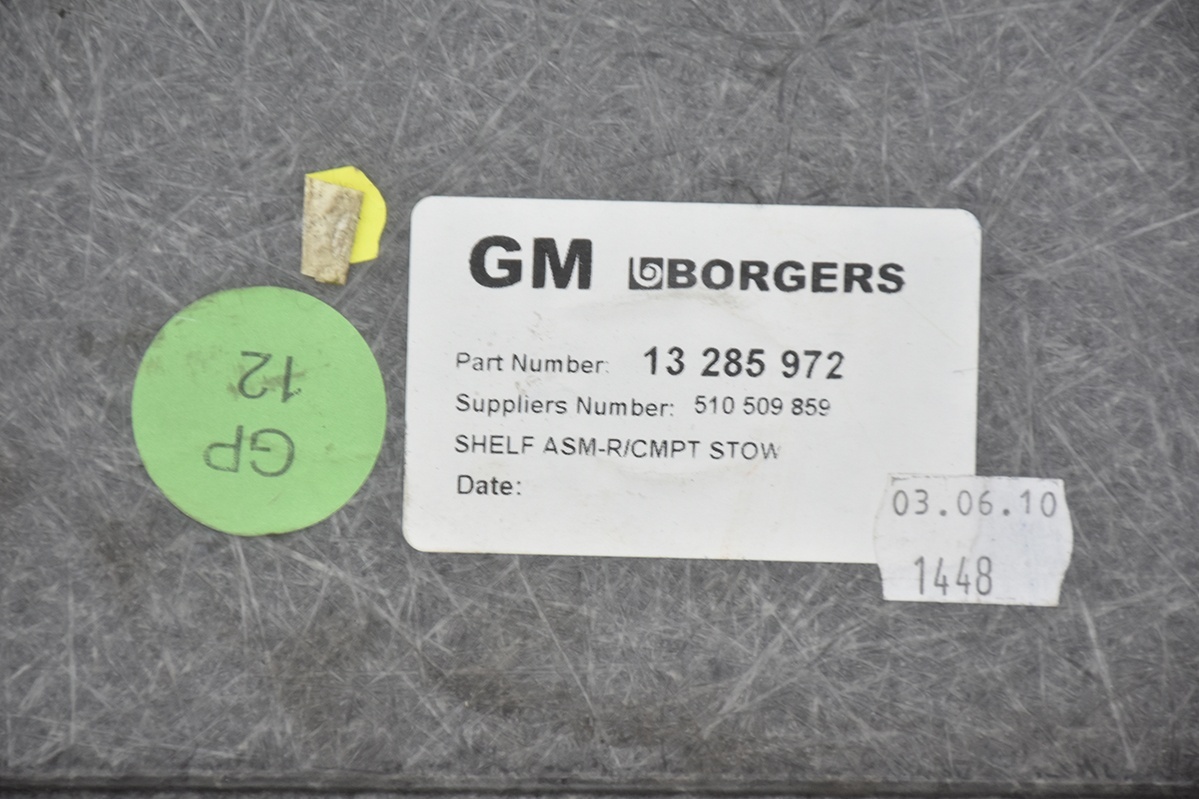 GM BORGERS
Part Number: 13 285 972
Suppliers Number: 510 509 859
SHELF ASM-R/CMPT STOW
Date:
03.06.10
1448
GP
12